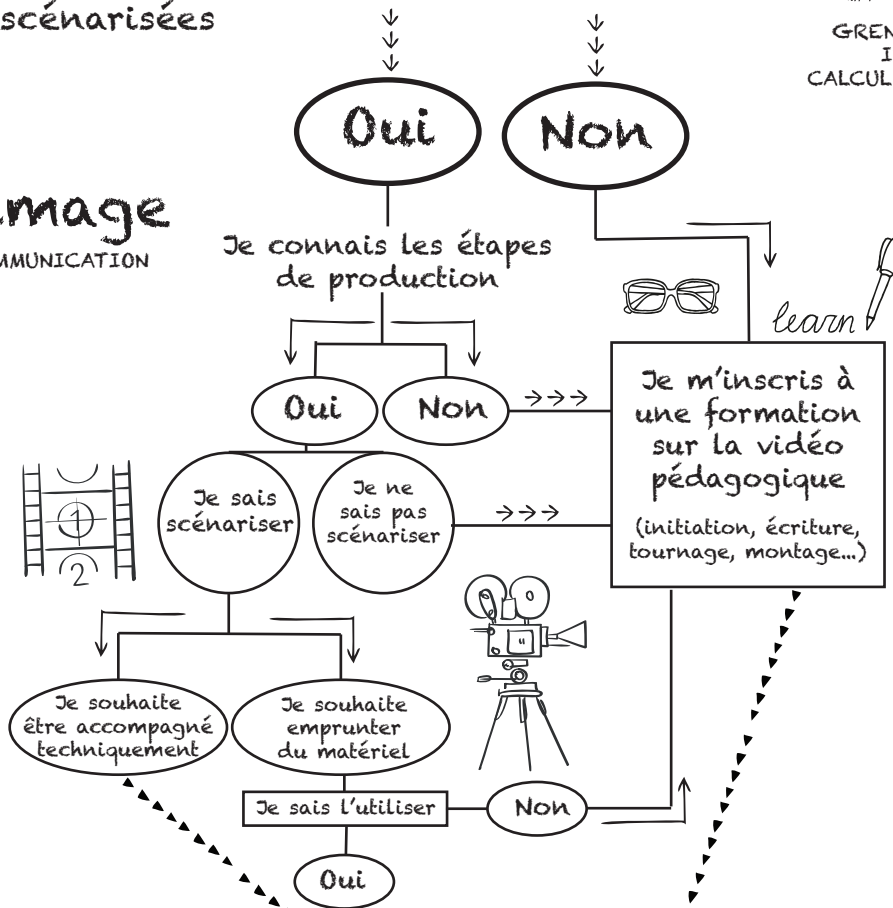 scénarisées
Oui
Non
Je connais les étapes
de production
learn
Oui
Non
Je m'inscris à
une formation
sur la vidéo
pédagogique
(initiation, écriture,
tournage, montage...)
Je sais
scénariser
Je ne
sais pas
scénariser
1
2
Je souhaite
être accompagné
techniquement
Je souhaite
emprunter
du matériel
Je sais l'utiliser
Non
Oui